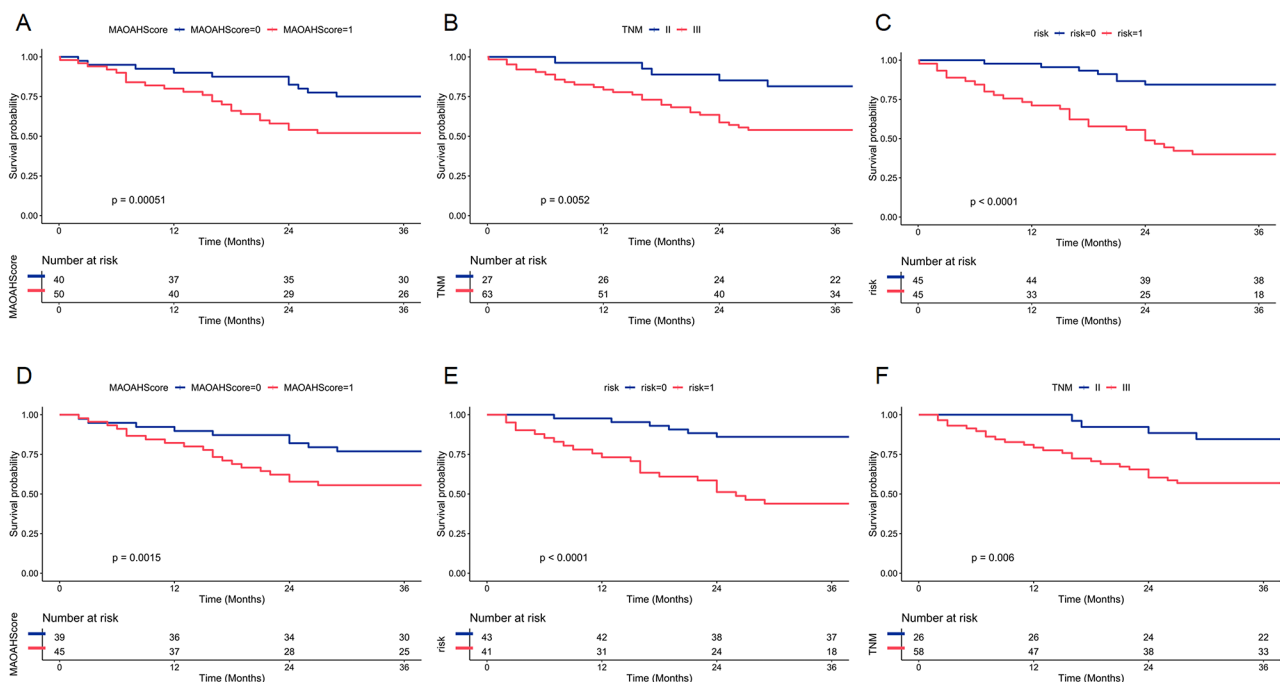 A
MAOAHScore MAOAHScore=0 MAOAHScore=1
Survival probability
1.00
0.75
0.50
0.25
0.00
p = 0.00051
0 12 24 36
Time (Months)
Number at risk
MAOAHScore
40 37 35 30
50 40 29 26
0 12 24 36
Time (Months)
B
TNM II III
Survival probability
1.00
0.75
0.50
0.25
0.00
p = 0.0052
0 12 24 36
Time (Months)
Number at risk
TNM
27 26 24 22
63 51 40 34
0 12 24 36
Time (Months)
C
risk risk=0 risk=1
Survival probability
1.00
0.75
0.50
0.25
0.00
p < 0.0001
0 12 24 36
Time (Months)
Number at risk
risk
45 44 39 38
45 33 25 18
0 12 24 36
Time (Months)
D
MAOAHScore MAOAHScore=0 MAOAHScore=1
Survival probability
1.00
0.75
0.50
0.25
0.00
p = 0.0015
0 12 24 36
Time (Months)
Number at risk
MAOAHScore
39 36 34 30
45 37 28 25
0 12 24 36
Time (Months)
E
risk risk=0 risk=1
Survival probability
1.00
0.75
0.50
0.25
0.00
p < 0.0001
0 12 24 36
Time (Months)
Number at risk
risk
43 42 38 37
41 31 24 18
0 12 24 36
Time (Months)
F
TNM II III
Survival probability
1.00
0.75
0.50
0.25
0.00
p = 0.006
0 12 24 36
Time (Months)
Number at risk
TNM
26 26 24 22
58 47 38 33
0 12 24 36
Time (Months)